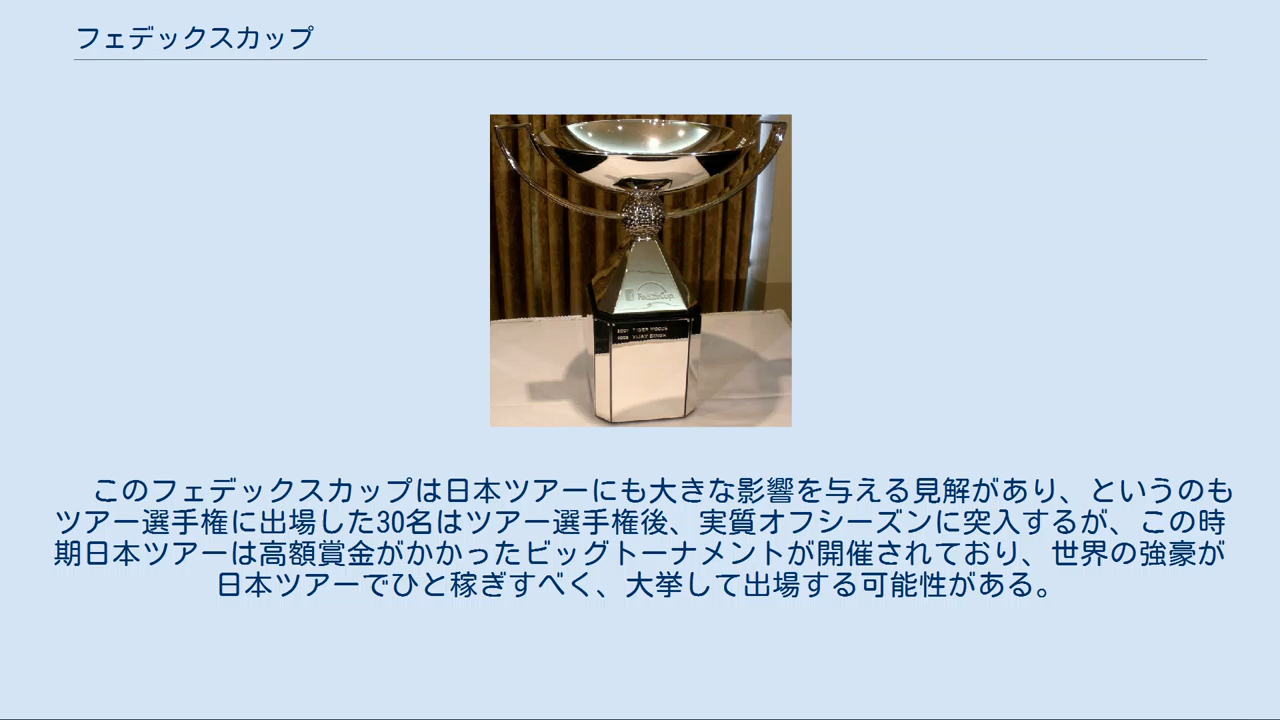 フェデックスカップ
FedExCup
2007 TIGER WOODS
2008 VIJAY SINGH
このフェデックスカップは日本ツアーにも大きな影響を与える見解があり、というのも
ツアー選手権に出場した30名はツアー選手権後、実質オフシーズンに突入するが、この時
期日本ツアーは高額賞金がかかったビッグトーナメントが開催されており、世界の強豪が
日本ツアーでひと稼ぎすべく、大挙して出場する可能性がある。